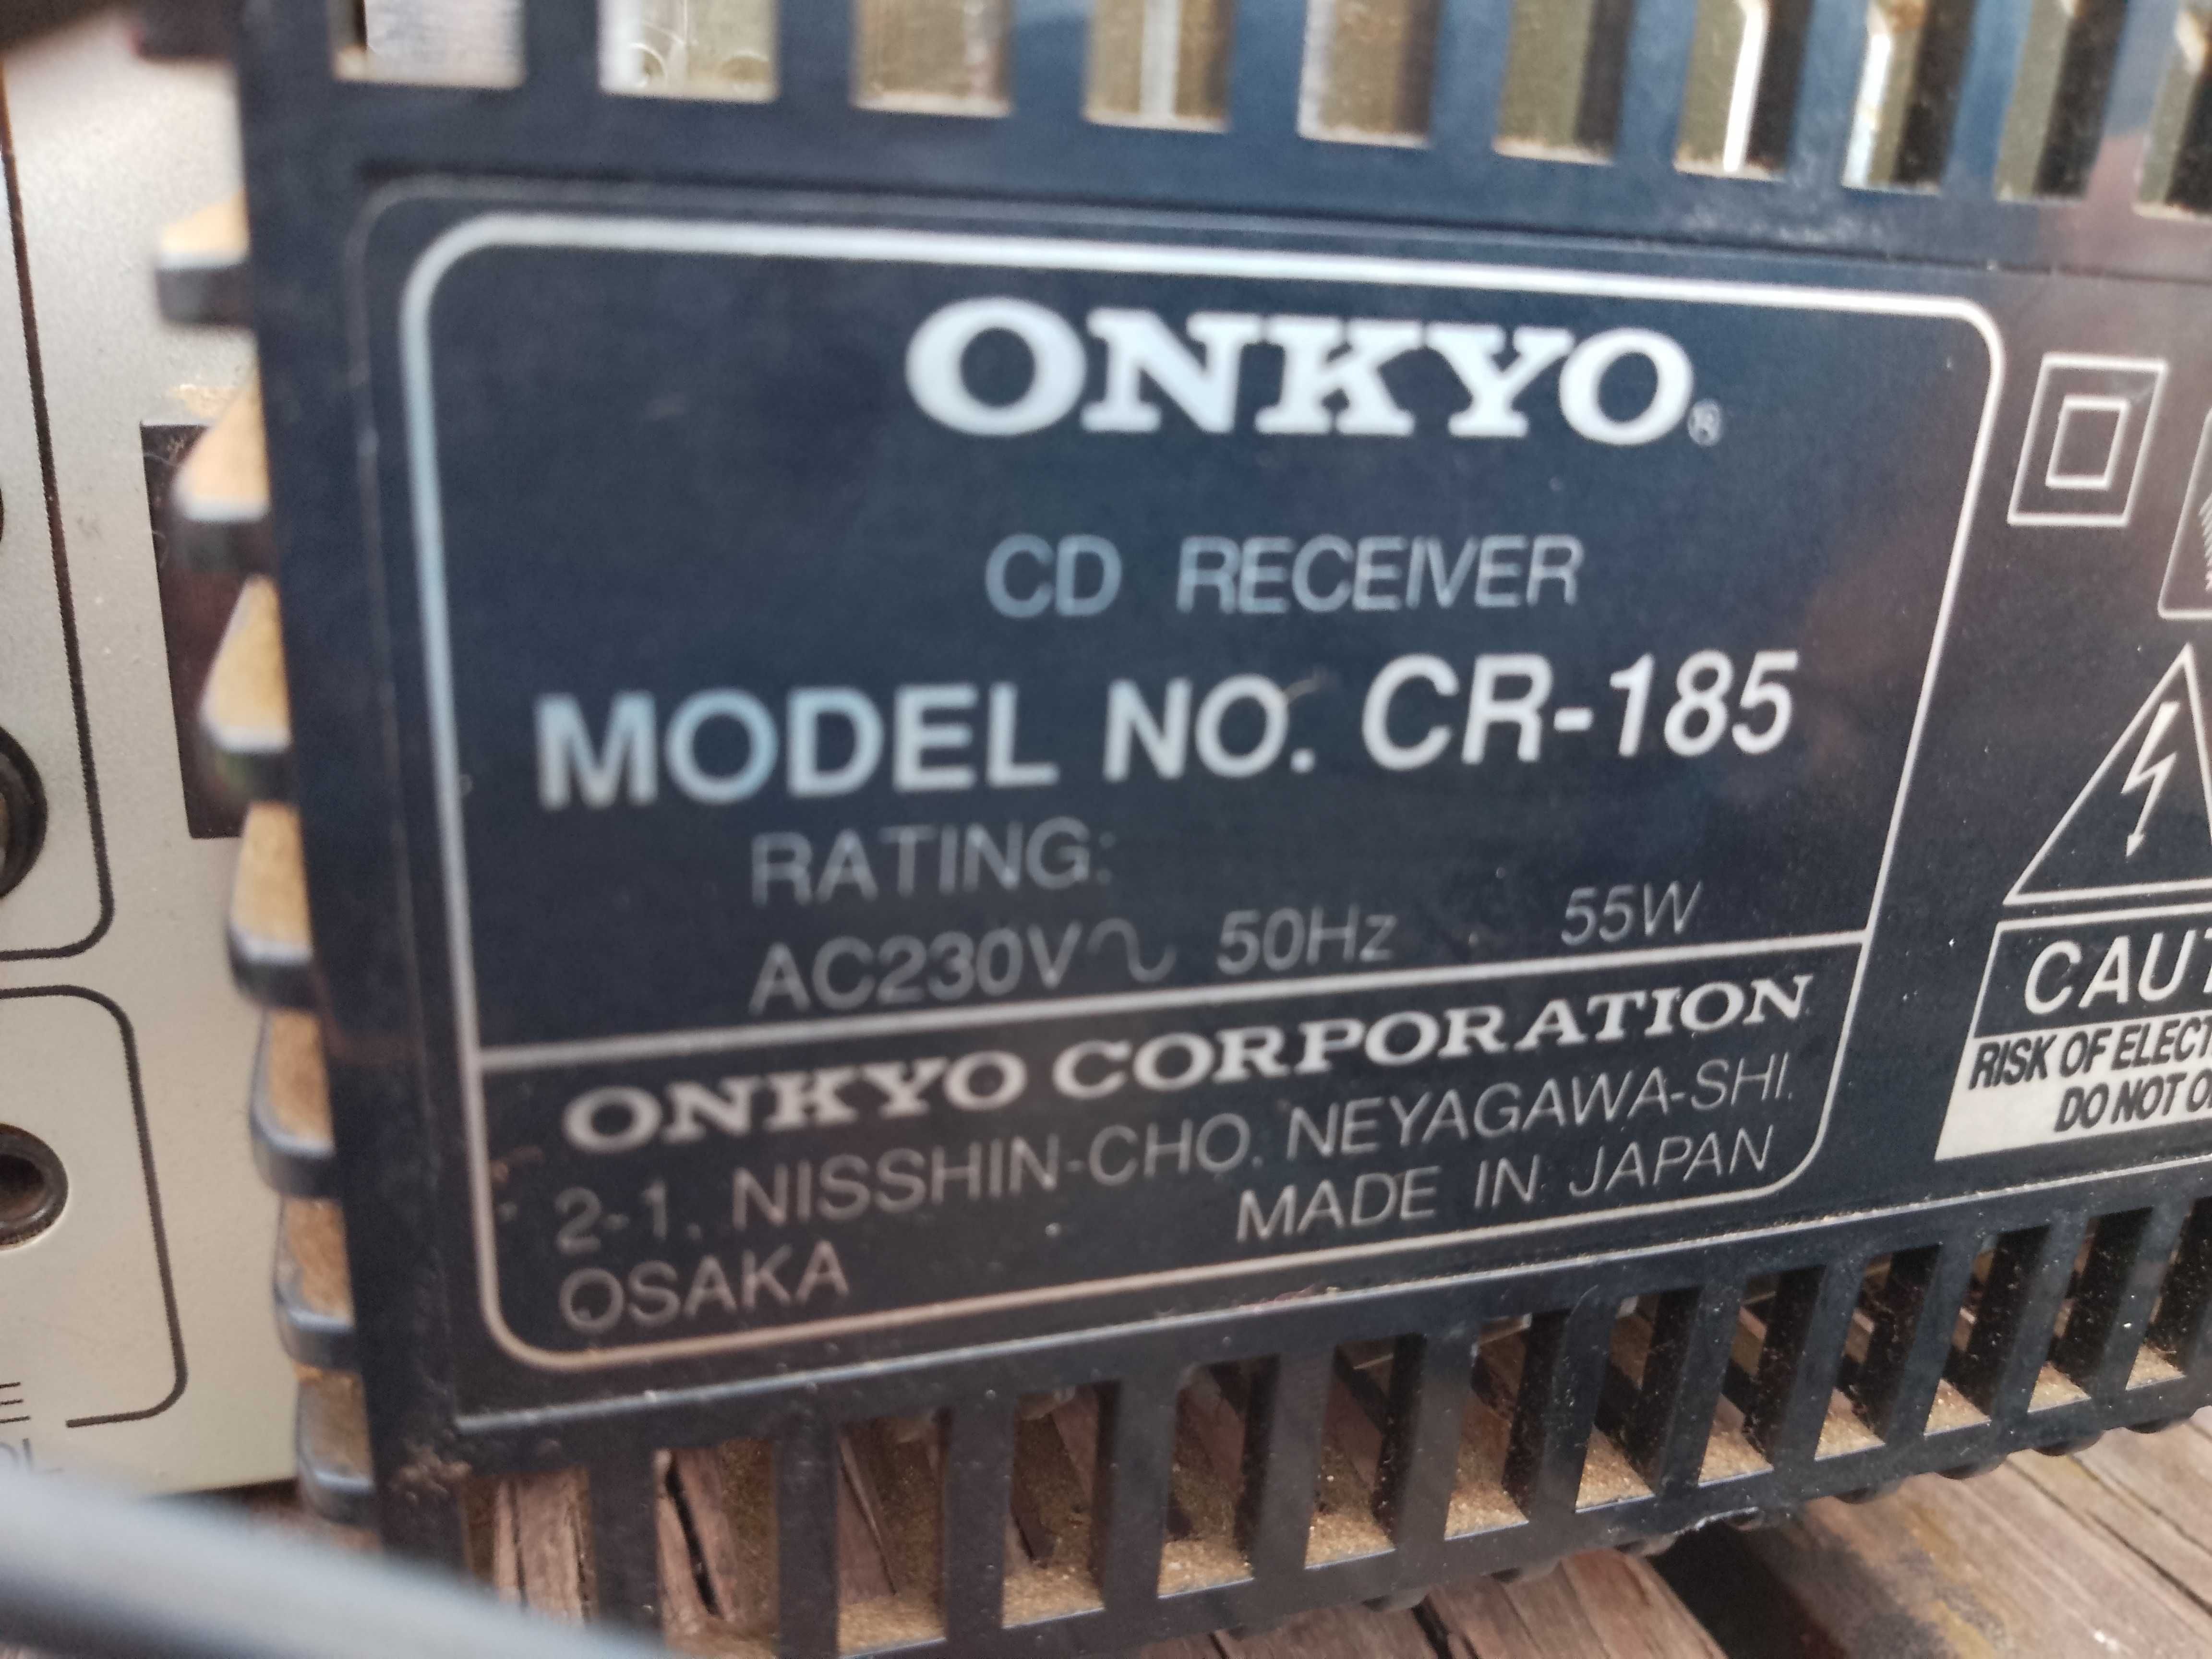 ONKYO®
CD RECEIVER
MODEL NO. CR-185
RATING:
AC230V~ 50Hz 55W
ONKYO CORPORATION
2-1, NISSHIN-CHO. NEYAGAWA-SHI.
OSAKA MADE IN JAPAN
CAUT
RISK OF ELECT
DO NOT O